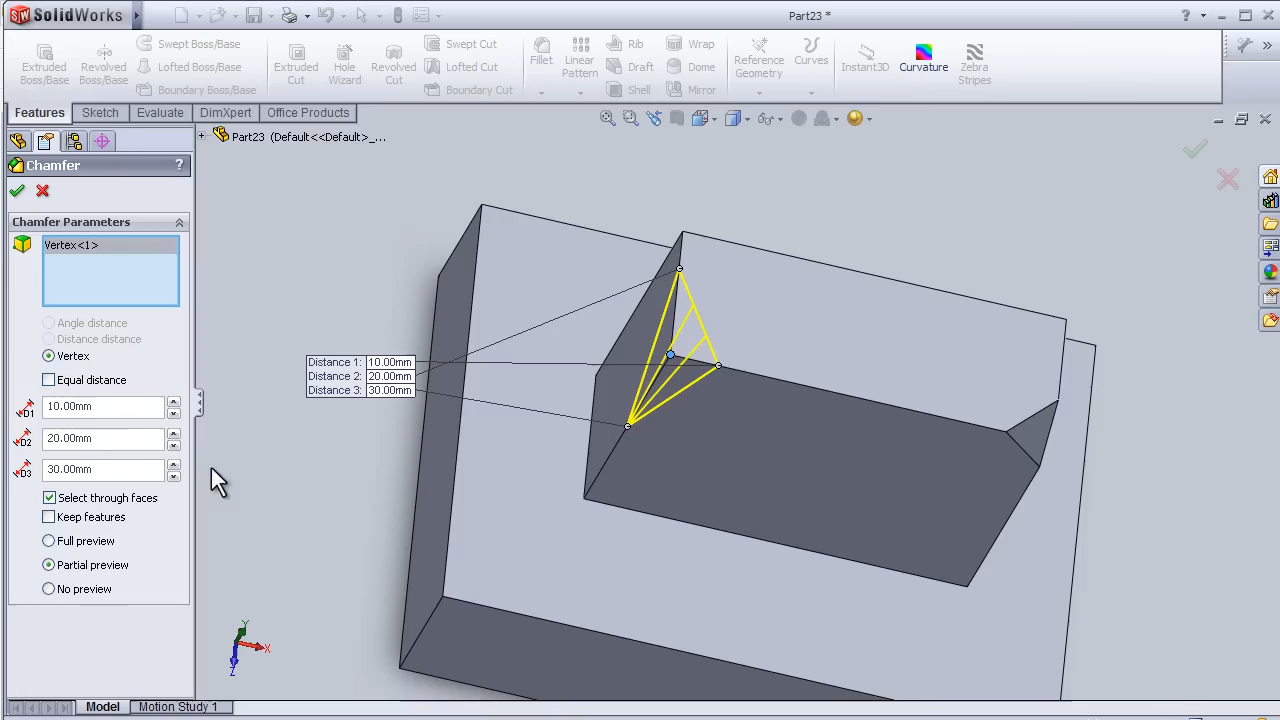 SolidWorks
Part23 *
Extruded Boss/Base
Revolved Boss/Base
Swept Boss/Base
Lofted Boss/Base
Boundary Boss/Base
Extruded Cut
Hole Wizard
Revolved Cut
Swept Cut
Lofted Cut
Boundary Cut
Fillet
Linear Pattern
Rib
Draft
Shell
Wrap
Dome
Mirror
Reference Geometry
Curves
Instant3D
Curvature
Zebra Stripes
Features
Sketch
Evaluate
DimXpert
Office Products
Part23 (Default<<Default>_...
Chamfer
?
Chamfer Parameters
Vertex<1>
Angle distance
Distance distance
Vertex
Equal distance
D1 10.00mm
D2 20.00mm
D3 30.00mm
Select through faces
Keep features
Full preview
Partial preview
No preview
Distance 1: 10.00mm
Distance 2: 20.00mm
Distance 3: 30.00mm
Y
X
Z
Model
Motion Study 1